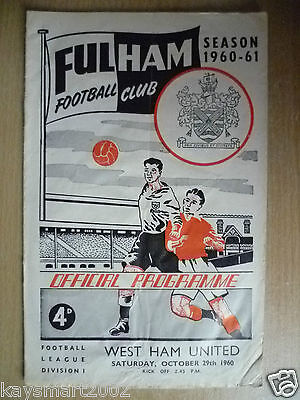 FULHAM
FOOTBALL CLUB
SEASON
1960-61
OFFICIAL PROGRAMME
4D
FOOTBALL
LEAGUE
DIVISION I
WEST HAM UNITED
SATURDAY, OCTOBER 29th 1960
KICK OFF 2.45 P.M.
© kaysmart2002